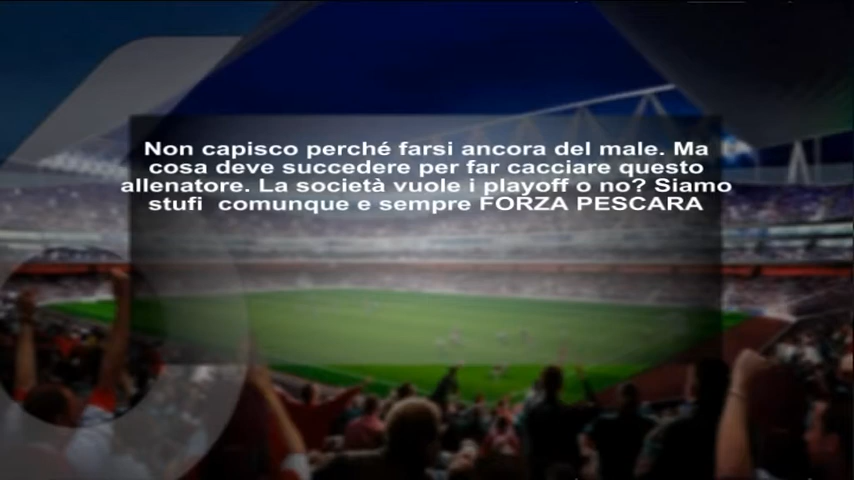 Non capisco perché farsi ancora del male. Ma
cosa deve succedere per far cacciare questo
allenatore. La società vuole i playoff o no? Siamo
stufi  comunque e sempre FORZA PESCARA